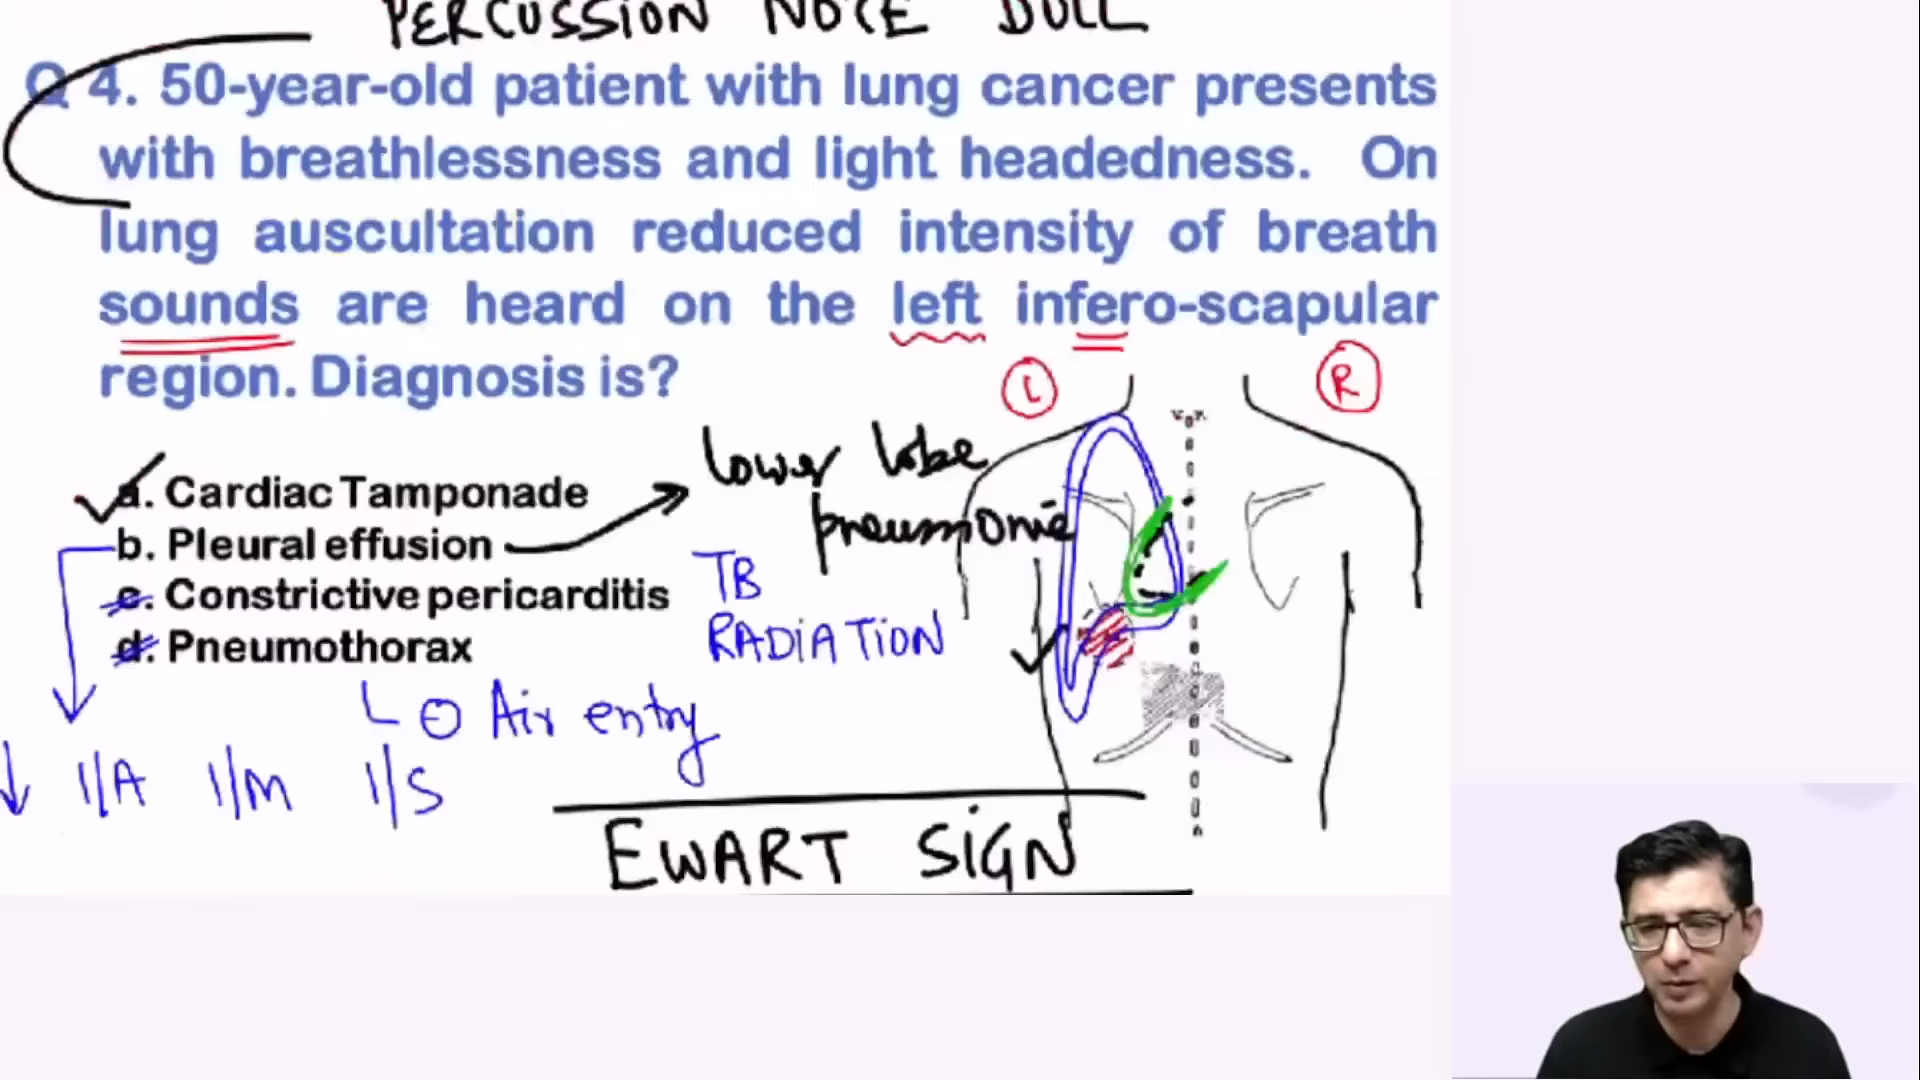 PERCUSSION NOTE DULL
Q 4. 50-year-old patient with lung cancer presents
with breathlessness and light headedness. On
lung auscultation reduced intensity of breath
sounds are heard on the left infero-scapular
region. Diagnosis is?
L R
a. Cardiac Tamponade
b. Pleural effusion
c. Constrictive pericarditis
d. Pneumothorax
lower lobe
pneumonia
TB
RADIATION
⊖ Air entry
↓ I/A I/M I/S
EWART SIGN